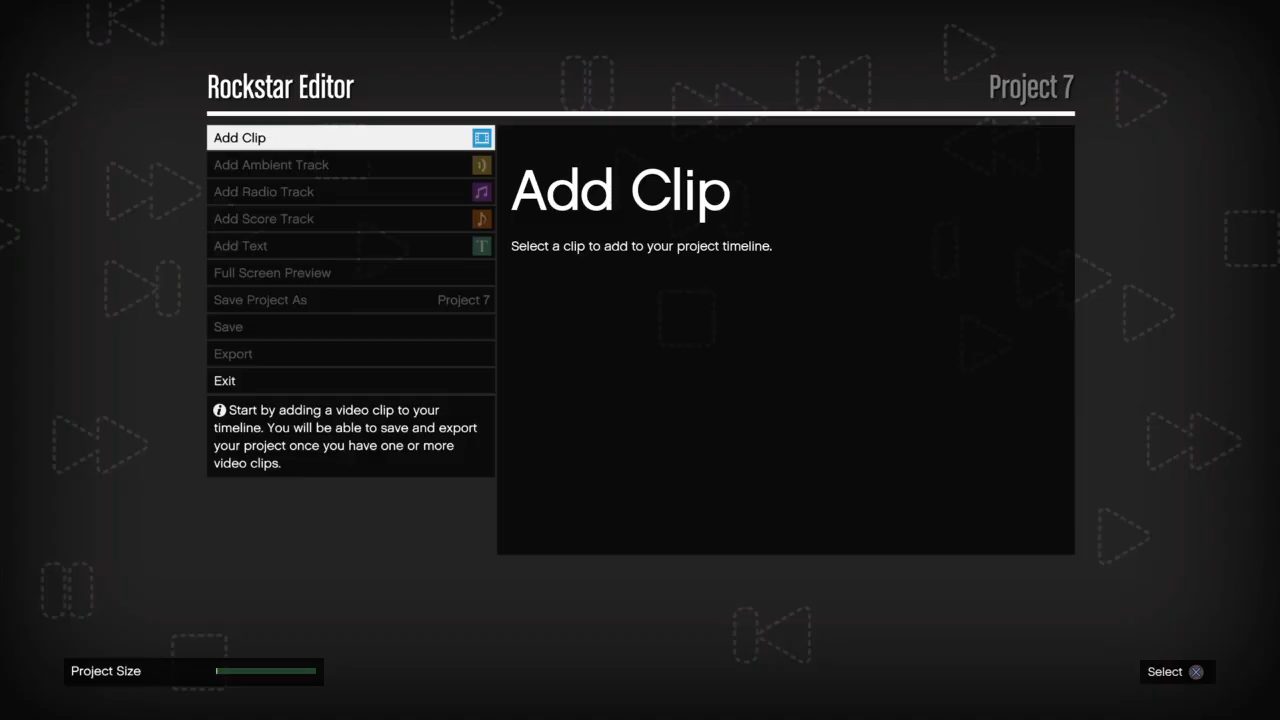 Rockstar Editor
Project 7
Add Clip
Add Ambient Track
Add Radio Track
Add Score Track
Add Text
T
Full Screen Preview
Save Project As Project 7
Save
Export
Exit
Start by adding a video clip to your
timeline. You will be able to save and export
your project once you have one or more
video clips.
Add Clip
Select a clip to add to your project timeline.
Project Size
Select